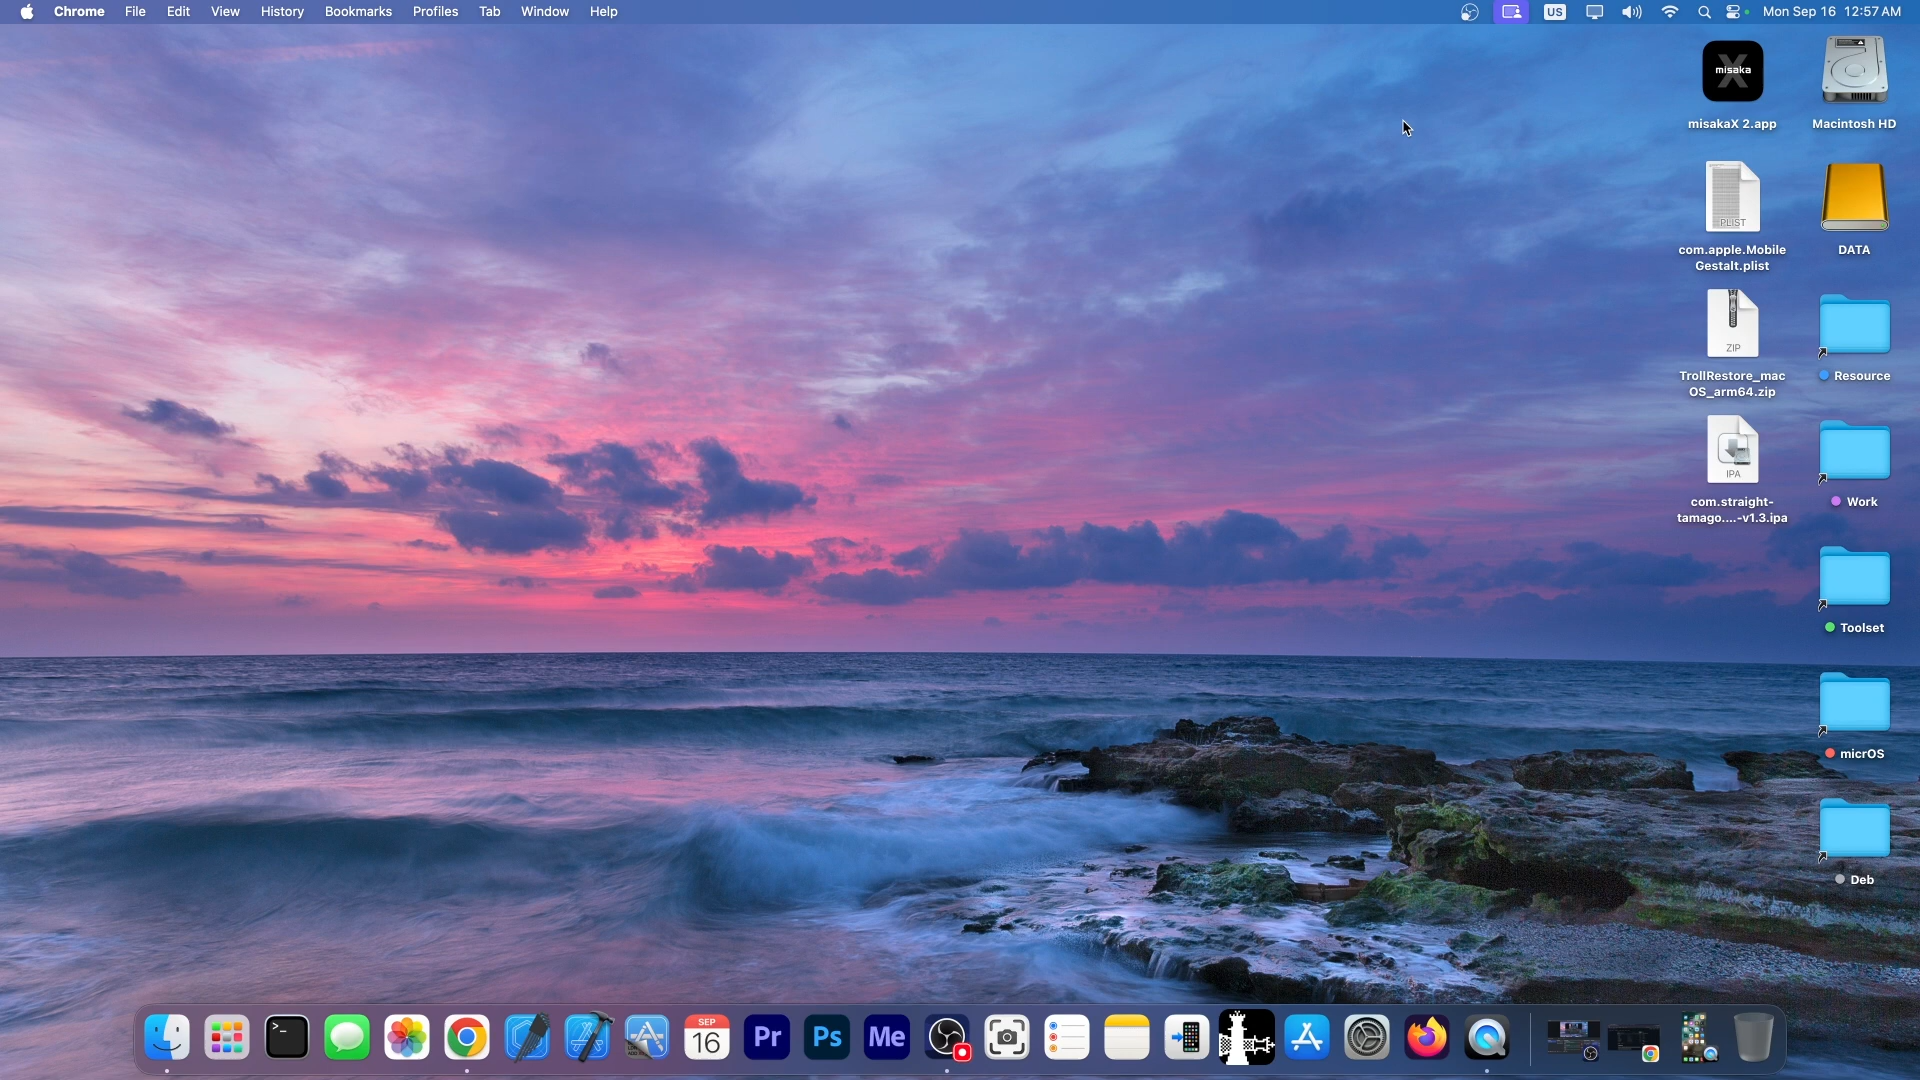 Chrome File Edit View History Bookmarks Profiles Tab Window Help US Mon Sep 16 12:57 AM
misaka
misakaX 2.app
Macintosh HD
PLIST
com.apple.Mobile
Gestalt.plist
DATA
ZIP
TrollRestore_mac
OS_arm64.zip
Resource
IPA
com.straight-
tamago....-v1.3.ipa
Work
Toolset
micrOS
Deb
>_
SEP
16
Pr
Ps
Me